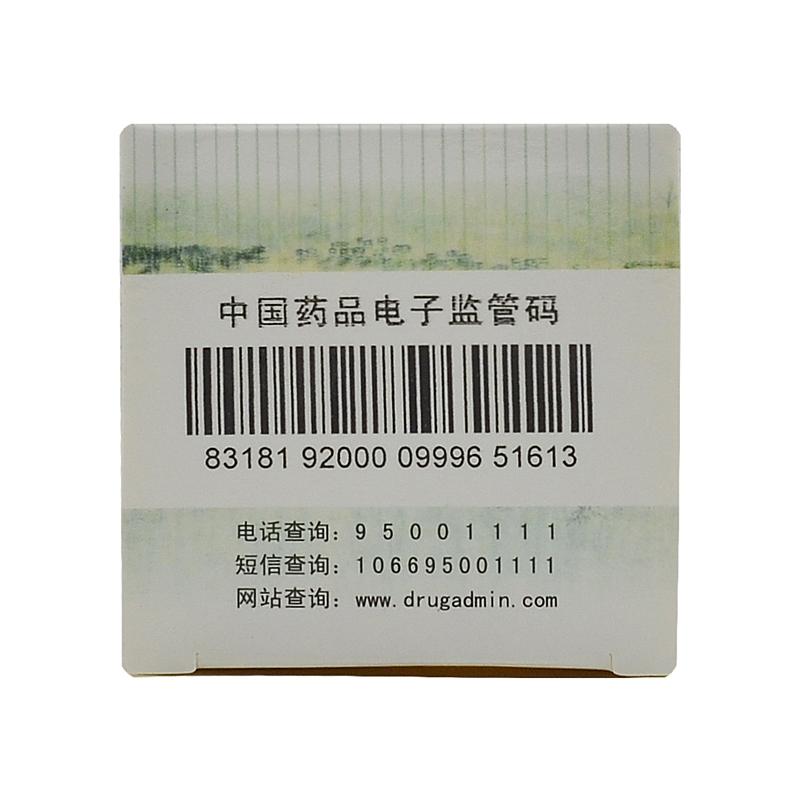 中国药品电子监管码
83181 92000 09996 51613
电话查询：95001111
短信查询：106695001111
网站查询：www.drugadmin.com